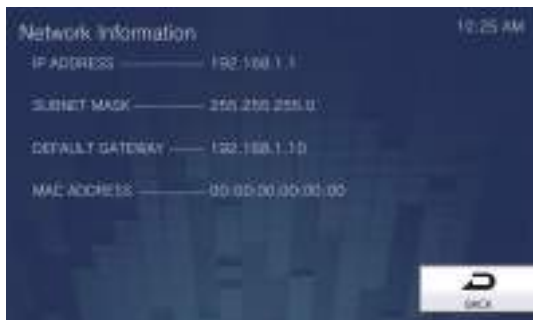 Network Information
10:25 AM
IP ADDRESS 192.168.1.1
SUBNET MASK 255.255.255.0
DEFAULT GATEWAY 192.168.1.10
MAC ADDRESS 00:00:00:00:00:00
BACK